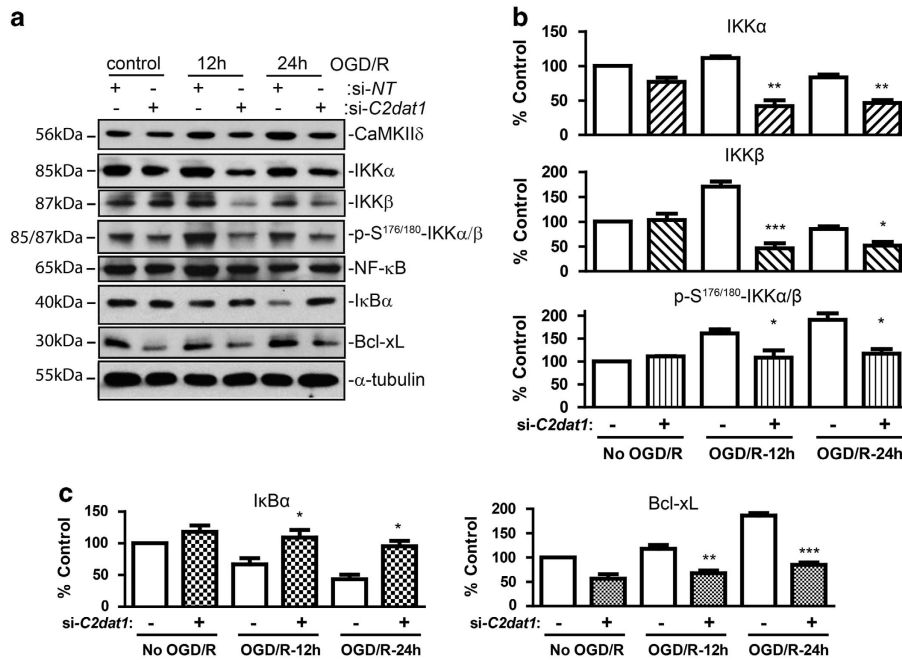 a
control 12h 24h OGD/R
+ - + - + - :si-NT
- + - + - + :si-C2dat1
56kDa -CaMKIIδ
85kDa -IKKα
87kDa -IKKβ
85/87kDa -p-S176/180-IKKα/β
65kDa -NF-κB
40kDa -IκBα
30kDa -Bcl-xL
55kDa -α-tubulin
b
IKKα
% Control
150
100
50
0
** **
IKKβ
% Control
200
150
100
50
0
*** *
p-S176/180-IKKα/β
% Control
200
150
100
50
0
* *
si-C2dat1: - + - + - +
No OGD/R OGD/R-12h OGD/R-24h
c
IκBα
% Control
150
100
50
0
* *
si-C2dat1: - + - + - +
No OGD/R OGD/R-12h OGD/R-24h
Bcl-xL
% Control
200
150
100
50
0
** ***
si-C2dat1: - + - + - +
No OGD/R OGD/R-12h OGD/R-24h